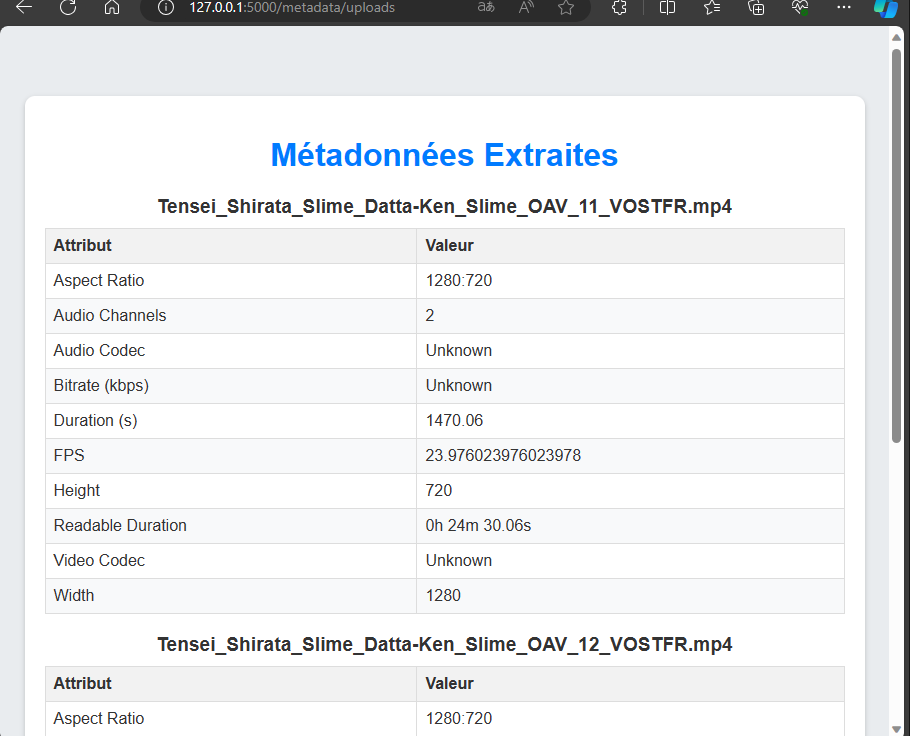 127.0.0.1:5000/metadata/uploads
Métadonnées Extraites
Tensei_Shirata_Slime_Datta-Ken_Slime_OAV_11_VOSTFR.mp4
Attribut Valeur
Aspect Ratio 1280:720
Audio Channels 2
Audio Codec Unknown
Bitrate (kbps) Unknown
Duration (s) 1470.06
FPS 23.976023976023978
Height 720
Readable Duration 0h 24m 30.06s
Video Codec Unknown
Width 1280
Tensei_Shirata_Slime_Datta-Ken_Slime_OAV_12_VOSTFR.mp4
Attribut Valeur
Aspect Ratio 1280:720